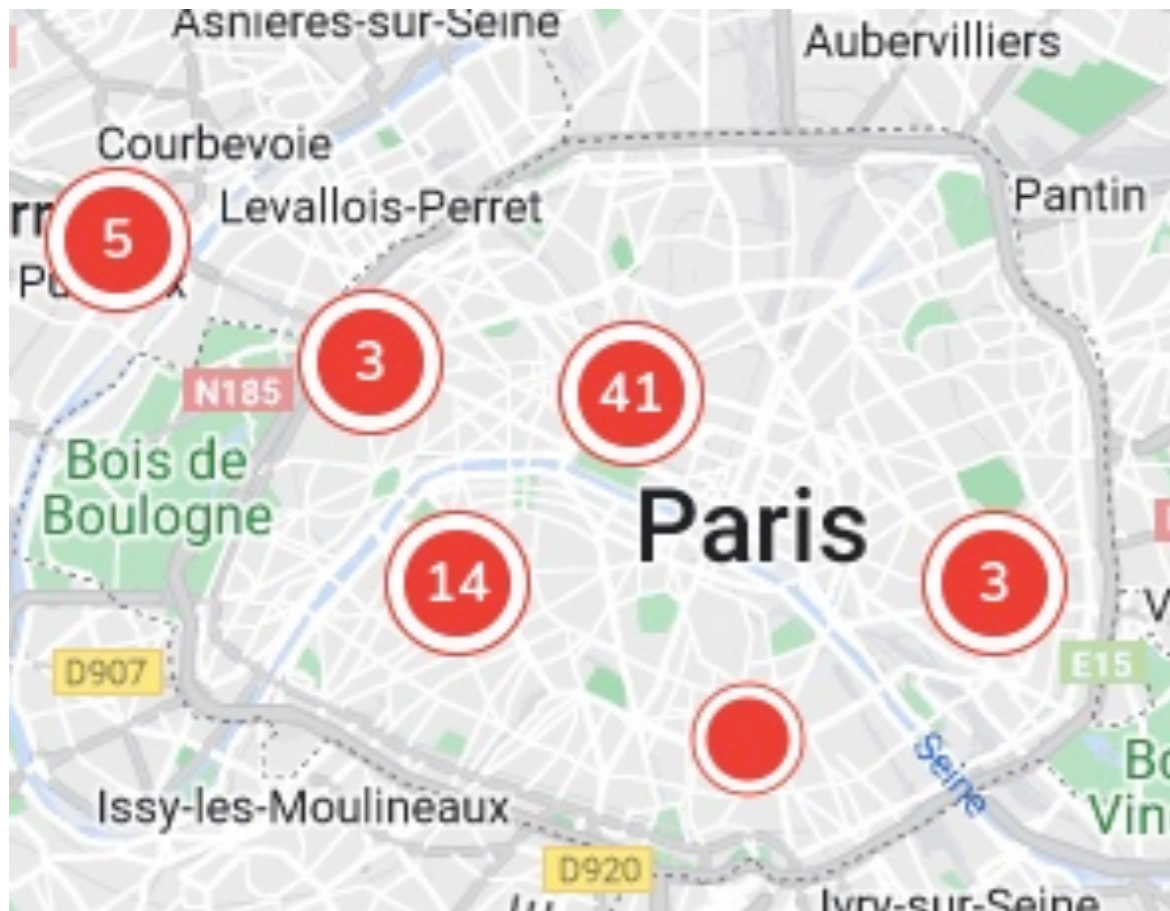 Asnières-sur-Seine
Aubervilliers
Courbevoie
Pantin
Levallois-Perret
5
3
N185
41
Bois de
Boulogne
Paris
14
3
D907
E15
Seine
Issy-les-Moulineaux
D920
Ivry-sur-Seine